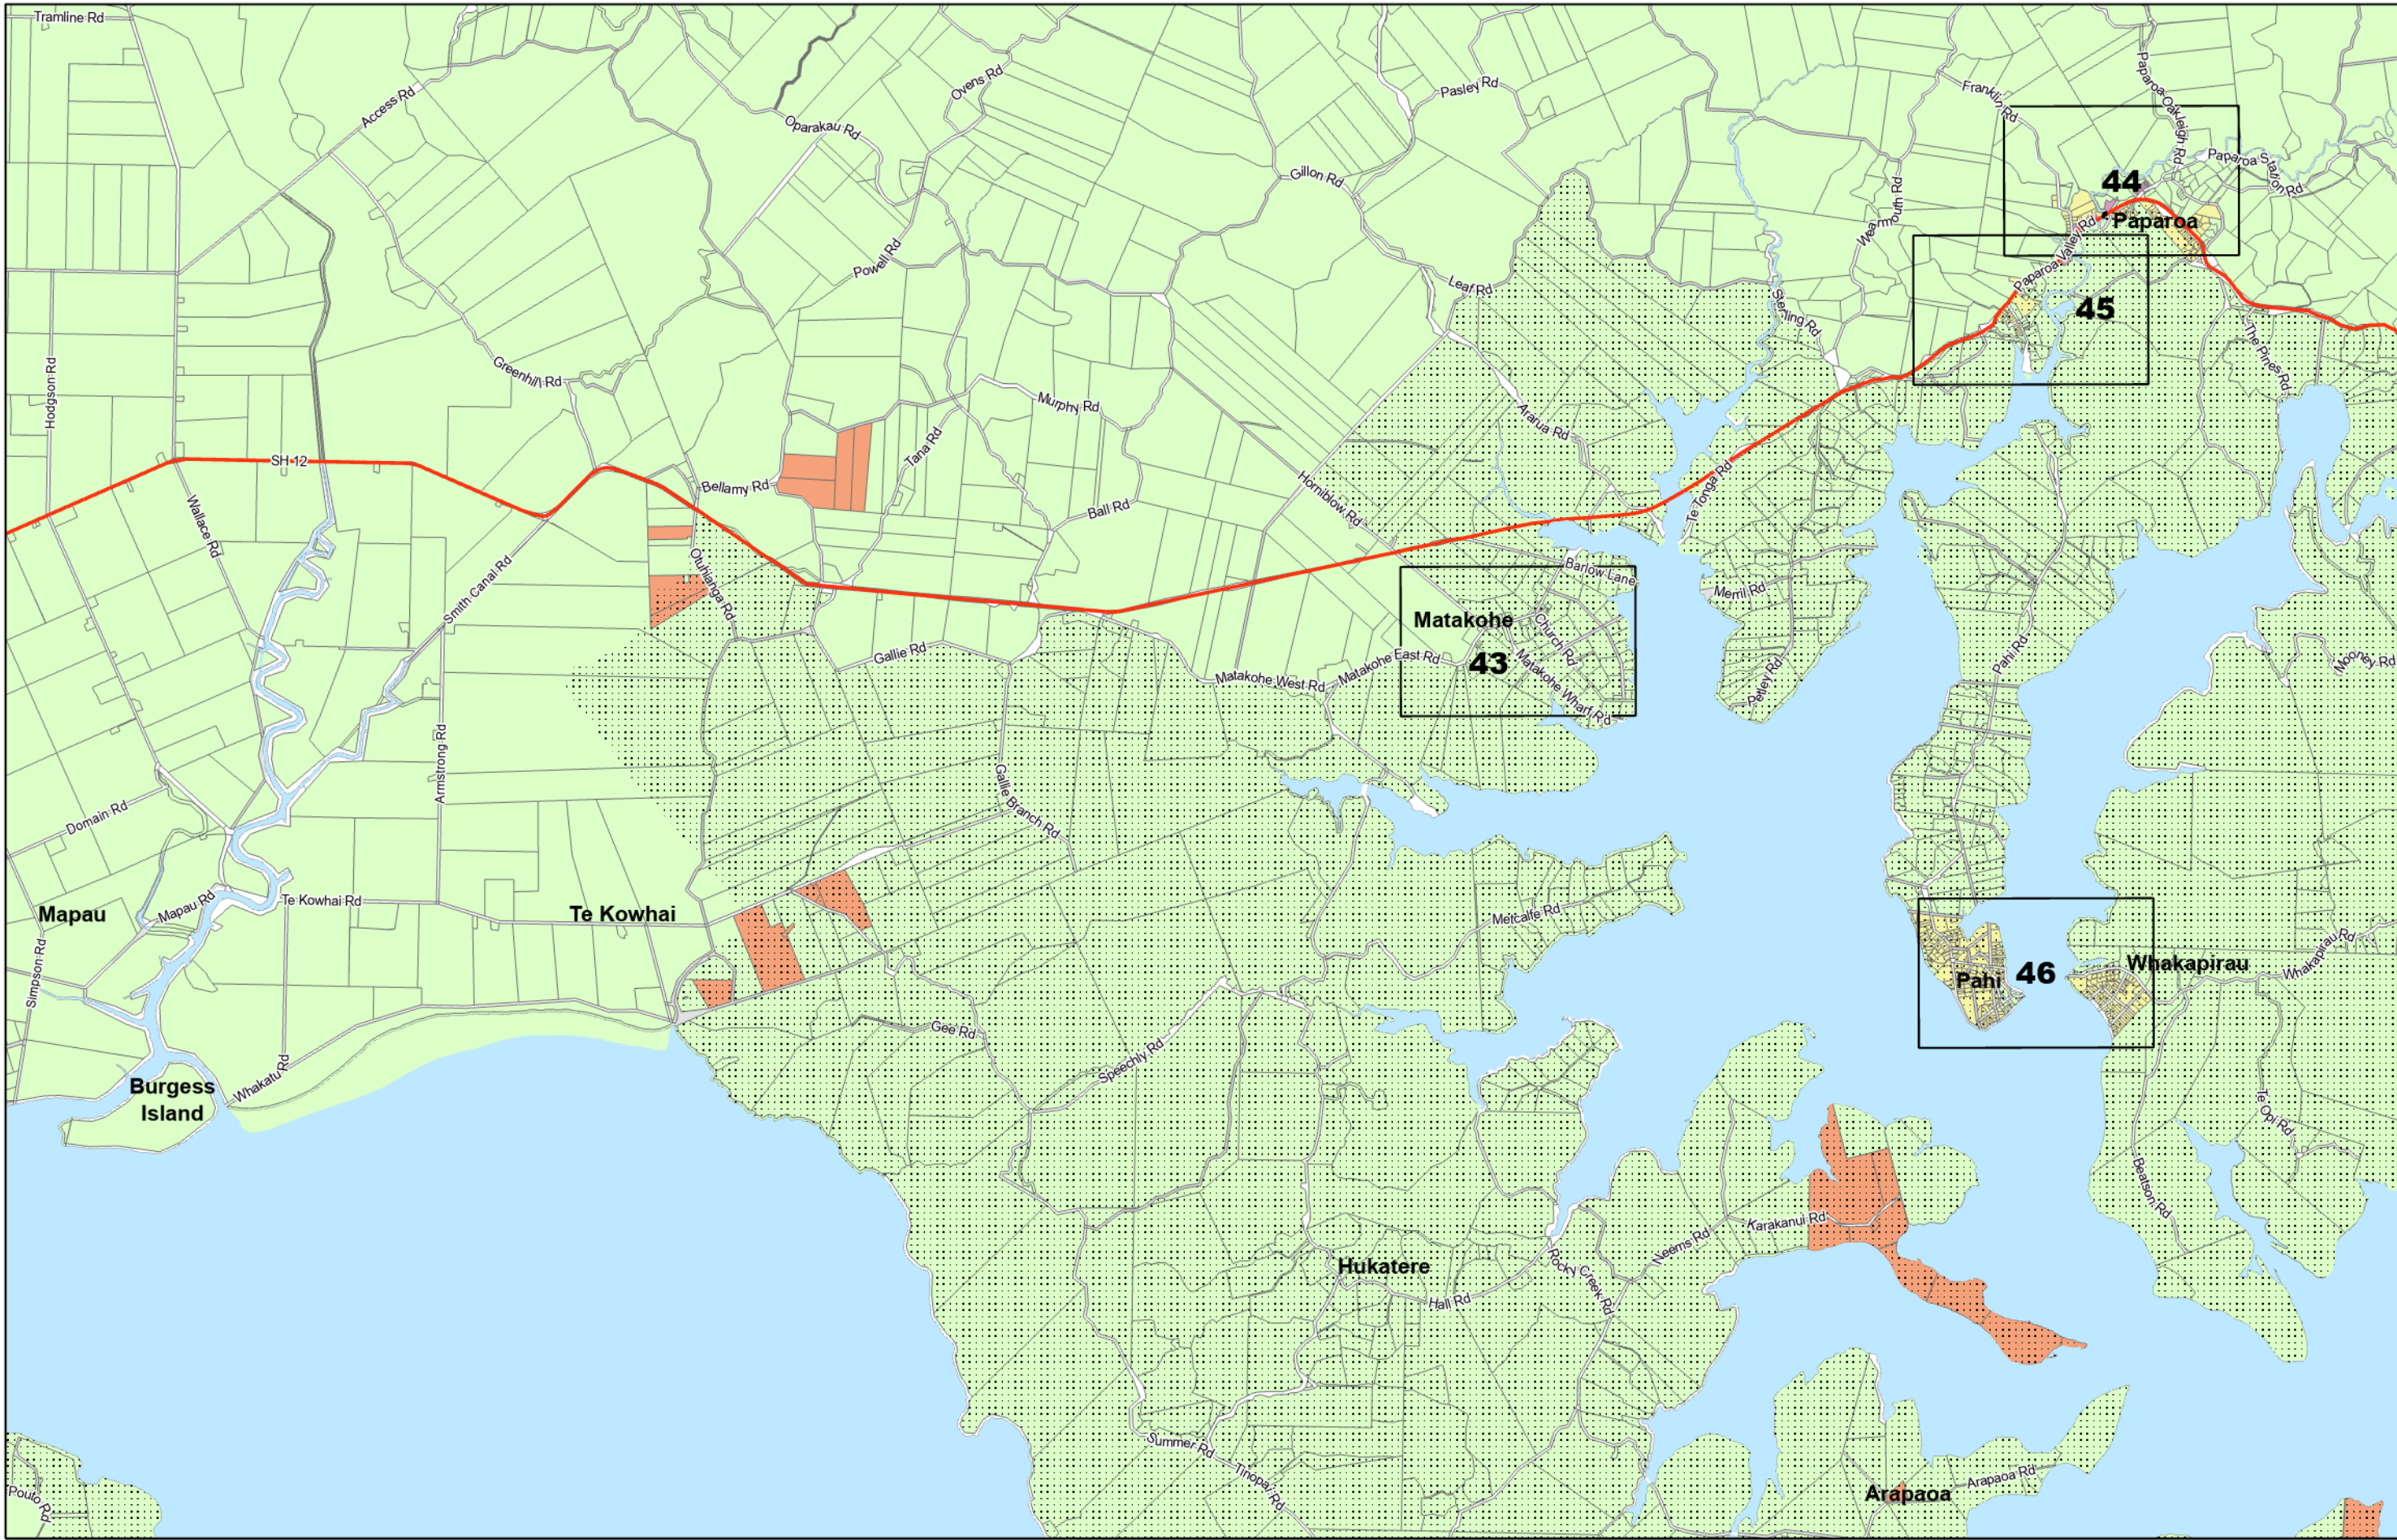 Tramline Rd
Access Rd
Ovens Rd
Oparakau Rd
Pasley Rd
Gillon Rd
Franklin Rd
Paparoa-Oakleigh Rd
Paparoa Station Rd
44
Paparoa
Wearmouth Rd
Paparoa Valley Rd
45
Powell Rd
Leaf Rd
Sterling Rd
The Pines Rd
Hodgson Rd
Greenhill Rd
Murphy Rd
Ararua Rd
Tana Rd
SH 12
Bellamy Rd
Ball Rd
Horniblow Rd
Te Tonga Rd
Wallace Rd
Smith Canal Rd
Otuhianga Rd
Barlow Lane
Merril Rd
Matakohe
43
Church Rd
Gallie Rd
Matakohe West Rd
Matakohe East Rd
Matakohe Wharf Rd
Petley Rd
Pahi Rd
Mooney Rd
Armstrong Rd
Gallie Branch Rd
Domain Rd
Mapau
Mapau Rd
Te Kowhai Rd
Te Kowhai
Metcalfe Rd
Simpson Rd
Pahi
46
Whakapirau
Whakapirau Rd
Gee Rd
Speechly Rd
Whakatu Rd
Burgess
Island
Te Opi Rd
Beatson Rd
Karakanui Rd
Neems Rd
Rocky Creek Rd
Hukatere
Hall Rd
Summer Rd
Tinopai Rd
Arapaoa Rd
Arapaoa
Pouto Rd